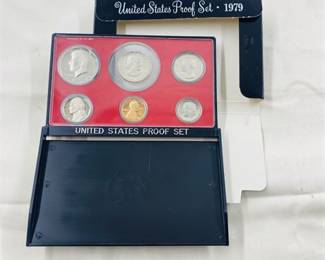 United States Proof Set · 1979
UNITED STATES PROOF SET